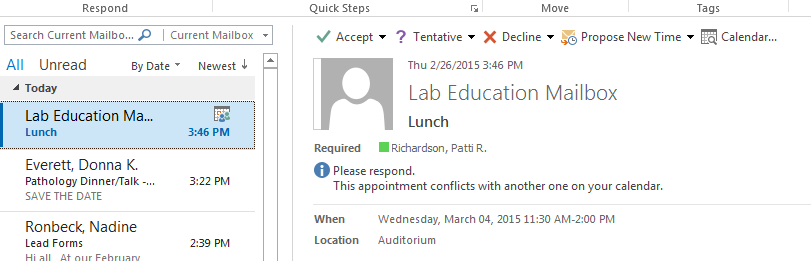 Respond
Quick Steps
Move
Tags
Search Current Mailbo...
Current Mailbox
All Unread
By Date Newest
Today
Lab Education Ma...
Lunch 3:46 PM
Everett, Donna K.
Pathology Dinner/Talk -... 3:22 PM
SAVE THE DATE
Ronbeck, Nadine
Lead Forms 2:39 PM
Hi all, At our February
Accept ? Tentative Decline Propose New Time Calendar...
Thu 2/26/2015 3:46 PM
Lab Education Mailbox
Lunch
Required Richardson, Patti R.
Please respond.
This appointment conflicts with another one on your calendar.
When Wednesday, March 04, 2015 11:30 AM-2:00 PM
Location Auditorium